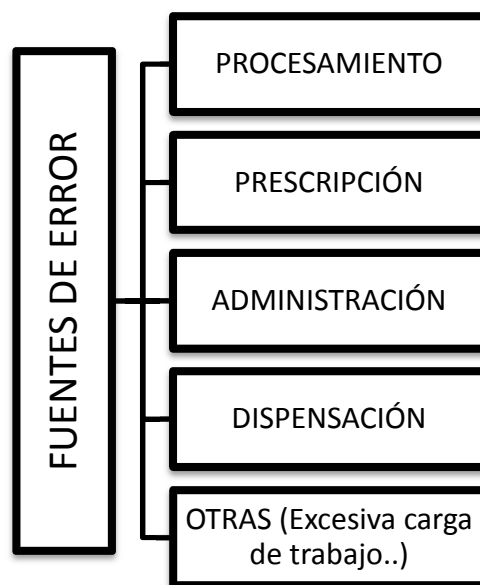 FUENTES DE ERROR
PROCESAMIENTO
PRESCRIPCIÓN
ADMINISTRACIÓN
DISPENSACIÓN
OTRAS (Excesiva carga
de trabajo..)